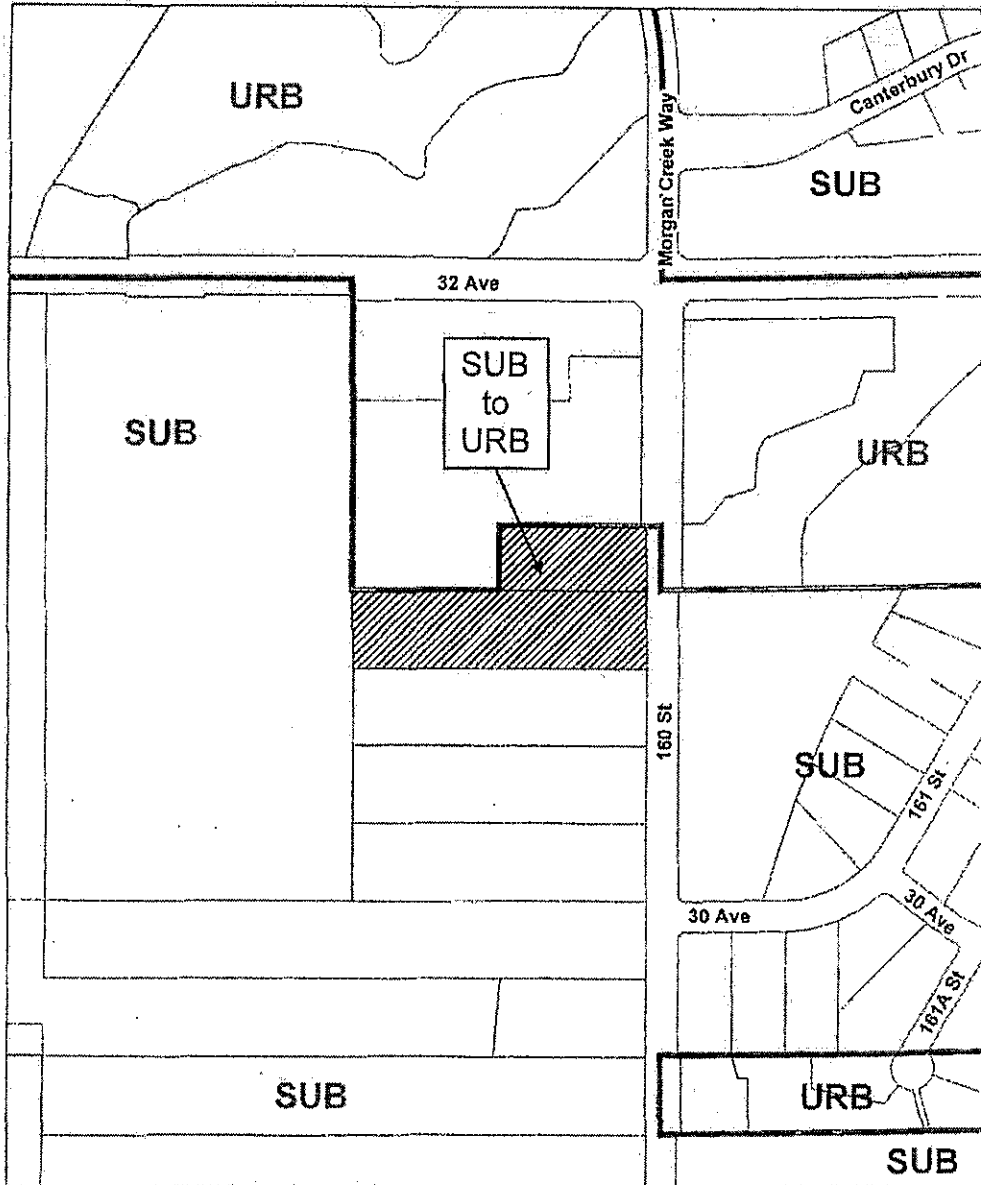 URB
Canterbury Dr
Morgan Creek Way
SUB
32 Ave
SUB
to
URB
SUB
URB
160 St
SUB
161 St
30 Ave
30 Ave
161A St
SUB
URB
SUB